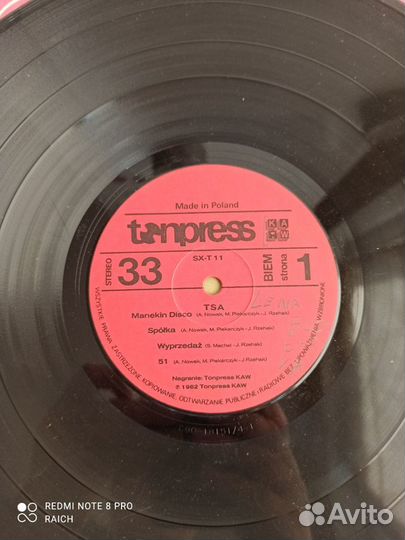 Made in Poland
tonpress KAW
SX-T 11
STEREO 33
BIEM strona 1
TSA
Manekin Disco (A. Nowak, M. Piekarczyk - J. Rzehak)
Spółka (A. Nowak, M. Piekarczyk - J. Rzehak)
Wyprzedaż (S. Machel - J. Rzehak)
51 (A. Nowak, M. Piekarczyk - J. Rzehak)
Nagranie: Tonpress KAW
℗ 1982 Tonpress KAW
WSZYSTKIE PRAWA ZASTRZEŻONE. KOPIOWANIE, ODTWARZANIE PUBLICZNE I RADIOWE BEZ UPOWAŻNIENIA WZBRONIONE
REDMI NOTE 8 PRO
RAICH
Avito